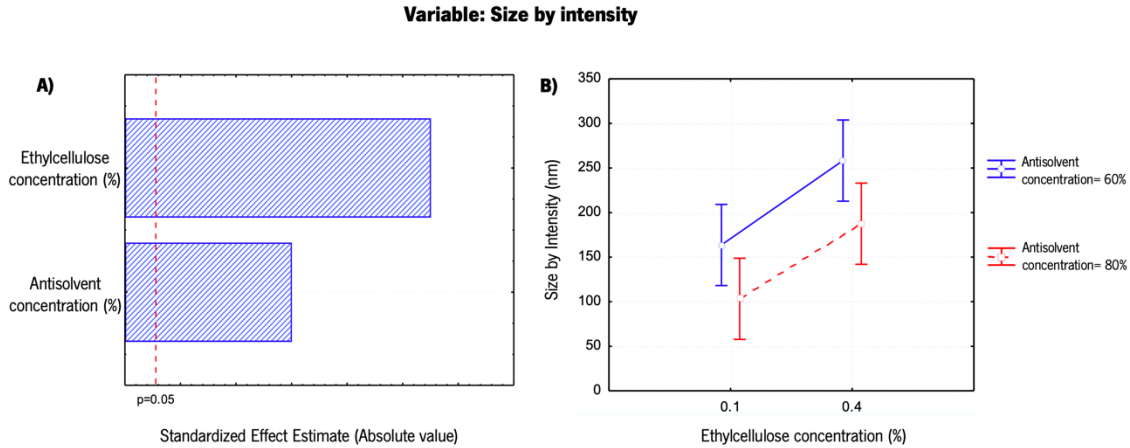 Variable: Size by intensity
A)
Ethylcellulose
concentration (%)
Antisolvent
concentration (%)
p=0.05
Standardized Effect Estimate (Absolute value)
B)
Size by Intensity (nm)
350
300
250
200
150
100
50
0
0.1
0.4
Ethylcellulose concentration (%)
Antisolvent
concentration= 60%
Antisolvent
concentration= 80%